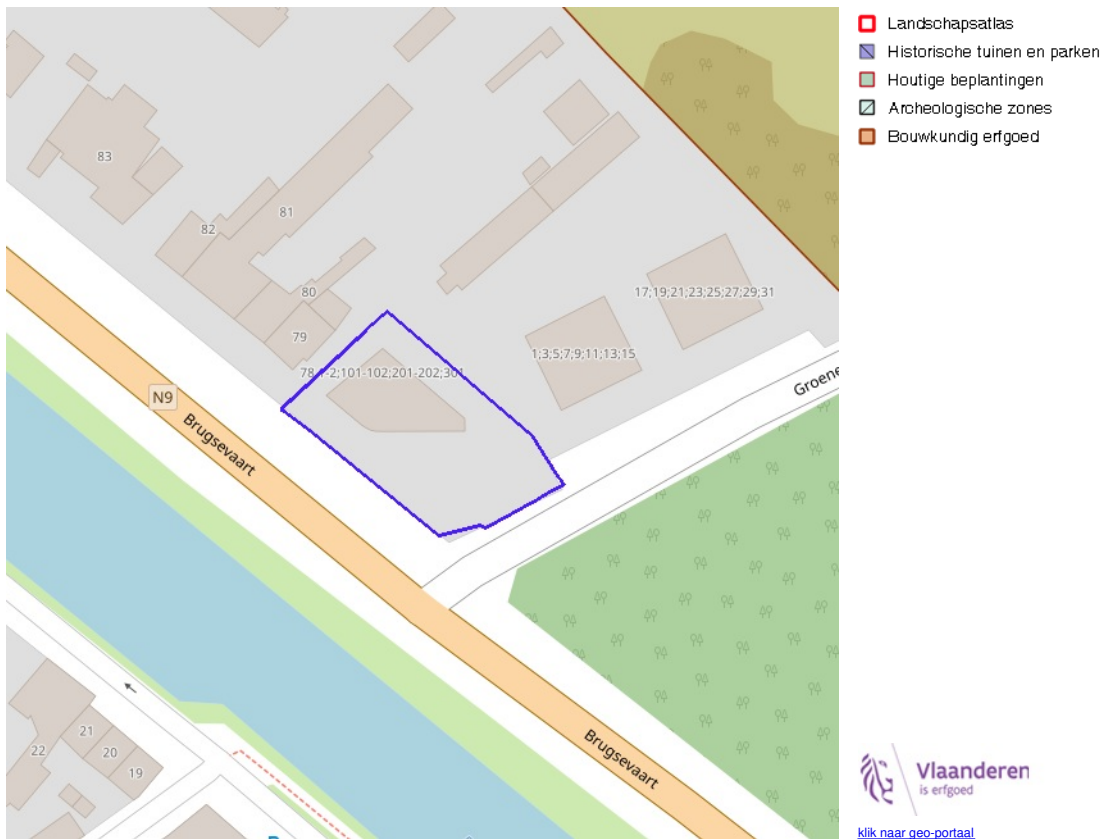 Landschapsatlas
Historische tuinen en parken
Houtige beplantingen
Archeologische zones
Bouwkundig erfgoed
83
82
81
80
79
17;19;21;23;25;27;29;31
1;3;5;7;9;11;13;15
N9
Brugsevaart
Groene
Brugsevaart
22
21
20
19
Vlaanderen
is erfgoed
klik naar geo-portaal